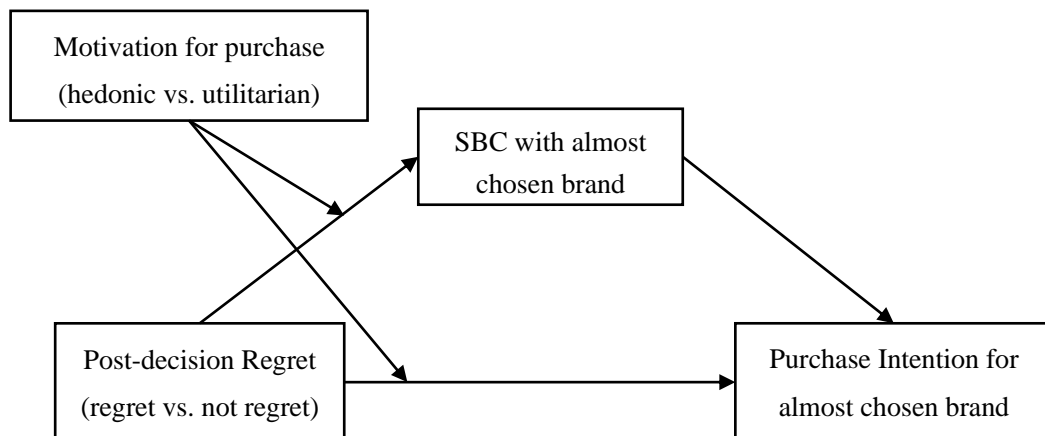 Motivation for purchase
(hedonic vs. utilitarian)
SBC with almost
chosen brand
Post-decision Regret
(regret vs. not regret)
Purchase Intention for
almost chosen brand